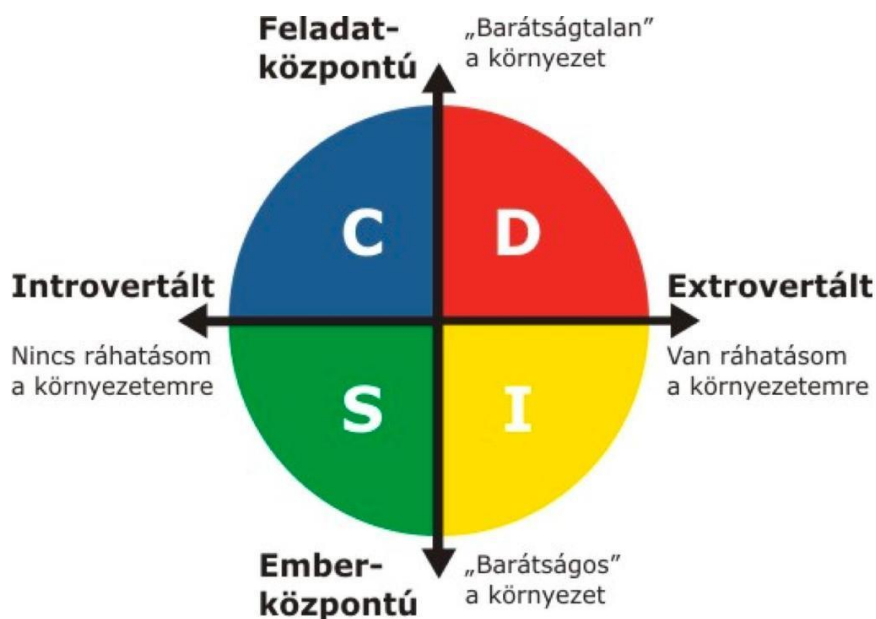 Feladat-
központú
„Barátságtalan”
a környezet
C
D
Introvertált
Extrovertált
Nincs ráhatásom
a környezetemre
Van ráhatásom
a környezetemre
S
I
Ember-
központú
„Barátságos”
a környezet